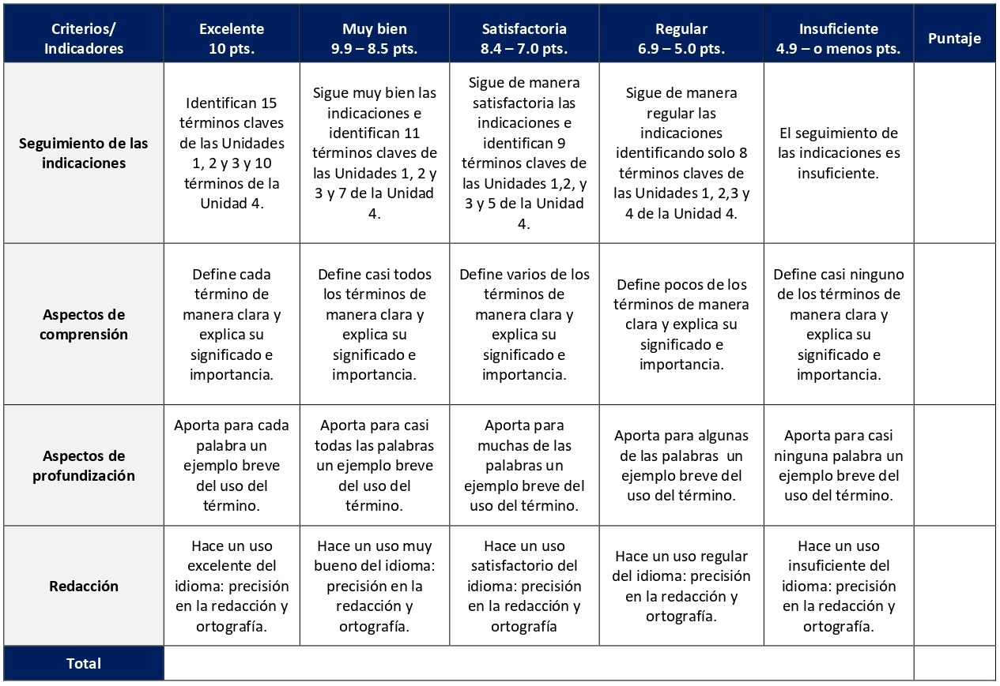 Criterios/
Indicadores
Excelente
10 pts.
Muy bien
9.9 – 8.5 pts.
Satisfactoria
8.4 – 7.0 pts.
Regular
6.9 – 5.0 pts.
Insuficiente
4.9 – o menos pts.
Puntaje
Seguimiento de las
indicaciones
Identifican 15
términos claves
de las Unidades
1, 2 y 3 y 10
términos de la
Unidad 4.
Sigue muy bien las
indicaciones e
identifican 11
términos claves de
las Unidades 1, 2 y
3 y 7 de la Unidad
4.
Sigue de manera
satisfactoria las
indicaciones e
identifican 9
términos claves de
las Unidades 1,2, y
3 y 5 de la Unidad
4.
Sigue de manera
regular las
indicaciones
identificando solo 8
términos claves de
las Unidades 1, 2,3 y
4 de la Unidad 4.
El seguimiento de
las indicaciones es
insuficiente.
Aspectos de
comprensión
Define cada
término de
manera clara y
explica su
significado e
importancia.
Define casi todos
los términos de
manera clara y
explica su
significado e
importancia.
Define varios de los
términos de
manera clara y
explica su
significado e
importancia.
Define pocos de los
términos de manera
clara y explica su
significado e
importancia.
Define casi ninguno
de los términos de
manera clara y
explica su
significado e
importancia.
Aspectos de
profundización
Aporta para cada
palabra un
ejemplo breve
del uso del
término.
Aporta para casi
todas las palabras
un ejemplo breve
del uso del
término.
Aporta para
muchas de las
palabras un
ejemplo breve del
uso del término.
Aporta para algunas
de las palabras  un
ejemplo breve del
uso del término.
Aporta para casi
ninguna palabra un
ejemplo breve del
uso del término.
Redacción
Hace un uso
excelente del
idioma: precisión
en la redacción y
ortografía.
Hace un uso muy
bueno del idioma:
precisión en la
redacción y
ortografía.
Hace un uso
satisfactorio del
idioma: precisión
en la redacción y
ortografía
Hace un uso regular
del idioma: precisión
en la redacción y
ortografía.
Hace un uso
insuficiente del
idioma: precisión
en la redacción y
ortografía.
Total